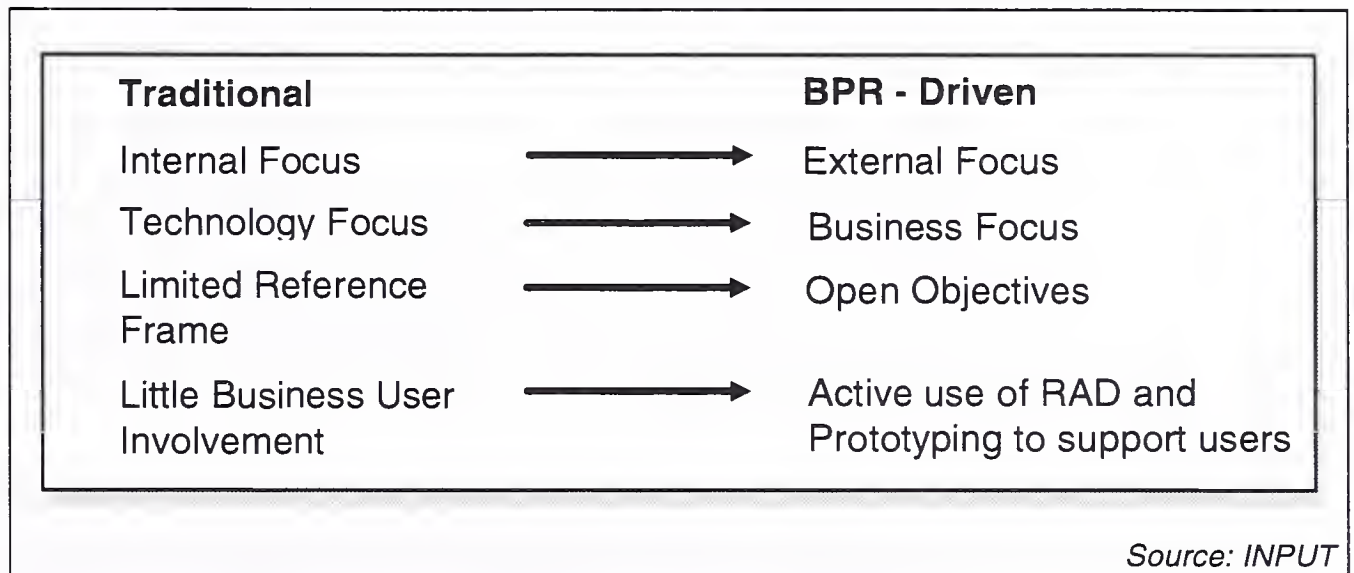 Traditional BPR - Driven
Internal Focus External Focus
Technology Focus Business Focus
Limited Reference Open Objectives
Frame
Little Business User Active use of RAD and
Involvement Prototyping to support users
Source: INPUT